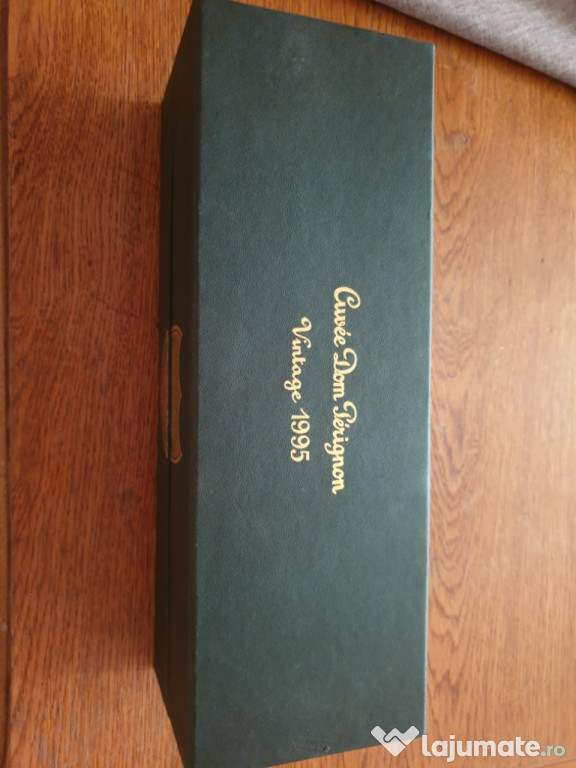 Cuvée Dom Pérignon
Vintage 1995
lajumate.ro